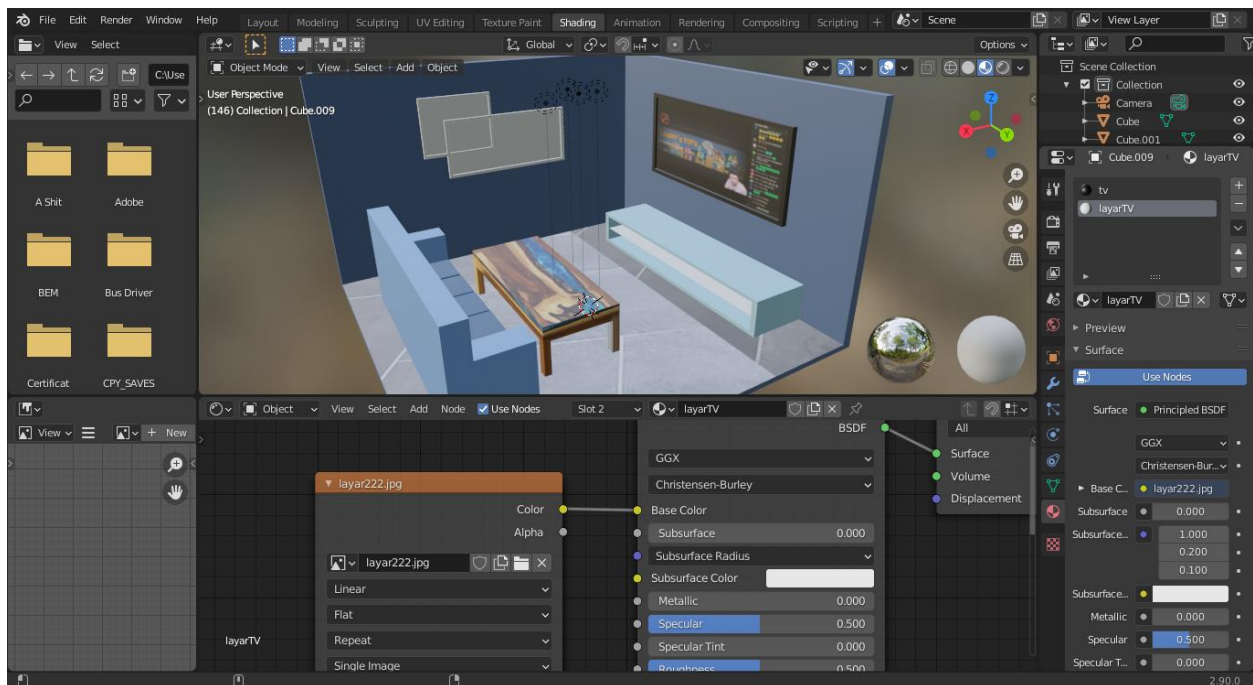 File Edit Render Window Help Layout Modeling Sculpting UV Editing Texture Paint Shading Animation Rendering Compositing Scripting + Scene View Layer
View Select Global Options
C:\Use Object Mode View Select Add Object
User Perspective
(146) Collection | Cube.009
Scene Collection
Collection
Camera
Cube
Cube.001
Cube.009 layarTV
tv
layarTV
layarTV
Preview
Surface
Use Nodes
Surface Principled BSDF
GGX
Christensen-Bur...
Base C... layar222.jpg
Subsurface 0.000
Subsurface... 1.000
0.200
0.100
Subsurface...
Metallic 0.000
Specular 0.500
Specular T... 0.000
A Shit Adobe
BEM Bus Driver
Certificat CPY_SAVES
X Y Z
View + New
Object View Select Add Node Use Nodes Slot 2 layarTV
layar222.jpg
Color
Alpha
layar222.jpg
Linear
Flat
Repeat
Single Image
layarTV
BSDF
GGX
Christensen-Burley
Base Color
Subsurface 0.000
Subsurface Radius
Subsurface Color
Metallic 0.000
Specular 0.500
Specular Tint 0.000
Roughness 0.500
All
Surface
Volume
Displacement
2.90.0